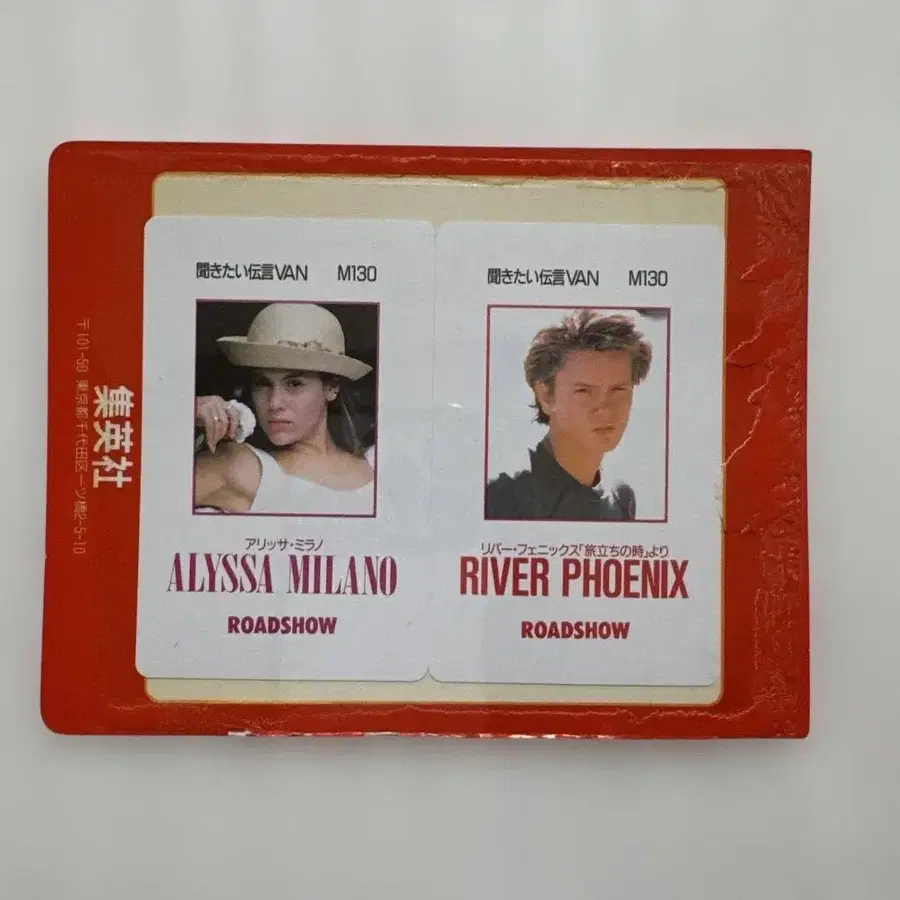 聞きたい伝言VAN M130
アリッサ・ミラノ
ALYSSA MILANO
ROADSHOW
聞きたい伝言VAN M130
リバー・フェニックス「旅立ちの時」より
RIVER PHOENIX
ROADSHOW
集英社
〒101-50 東京都千代田区一ツ橋2-5-10